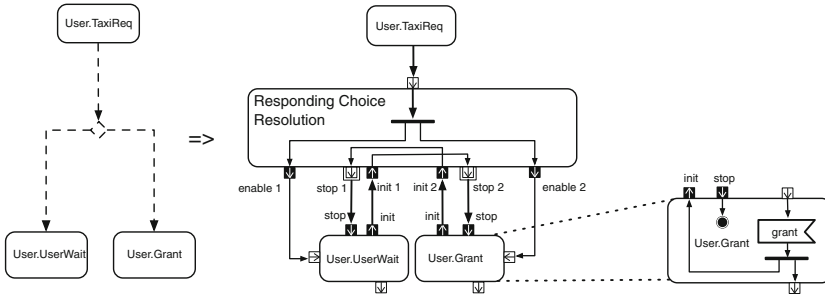 User.TaxiReq
User.TaxiReq
Responding Choice
Resolution
=>
enable 1
stop 1
init 1
init 2
stop 2
enable 2
init
stop
grant
User.Grant
stop
init
init
stop
User.UserWait
User.Grant
User.UserWait
User.Grant